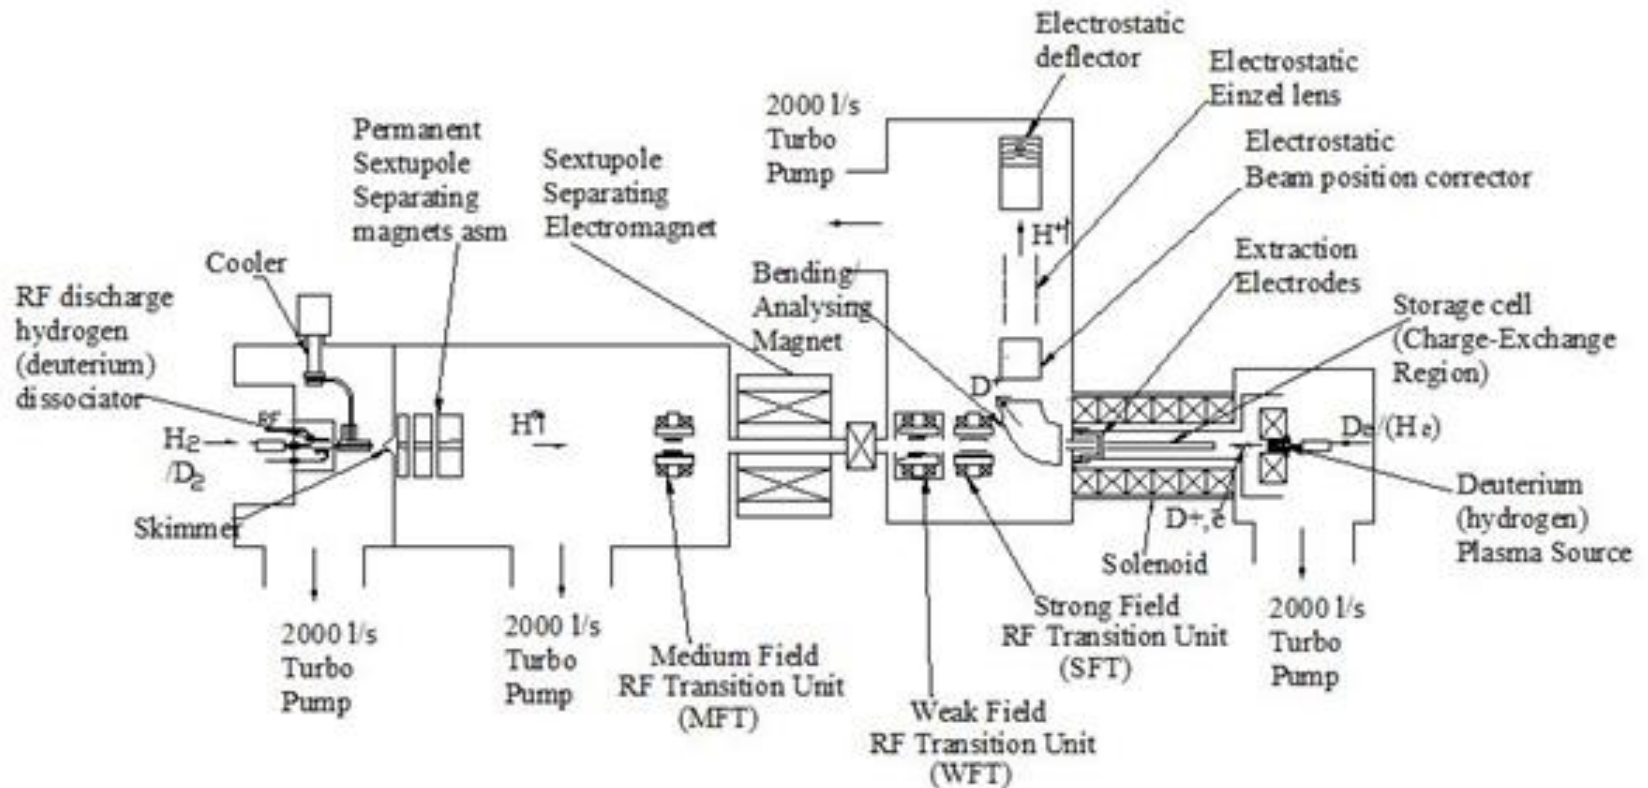 Electrostatic
deflector
Electrostatic
Einzel lens
2000 l/s
Turbo
Pump
Electrostatic
Beam position corrector
Permanent
Sextupole
Separating
magnets asm
Sextupole
Separating
Electromagnet
H+↑
Extraction
Electrodes
Cooler
Bending/
Analysing
Magnet
Storage cell
(Charge-Exchange
Region)
RF discharge
hydrogen
(deuterium)
dissociator
D+
RF
H2
/D2
H°↑
D2/(H2)
Skimmer
D+,e
Deuterium
(hydrogen)
Plasma Source
Solenoid
2000 l/s
Turbo
Pump
2000 l/s
Turbo
Pump
Medium Field
RF Transition Unit
(MFT)
Strong Field
RF Transition Unit
(SFT)
2000 l/s
Turbo
Pump
Weak Field
RF Transition Unit
(WFT)